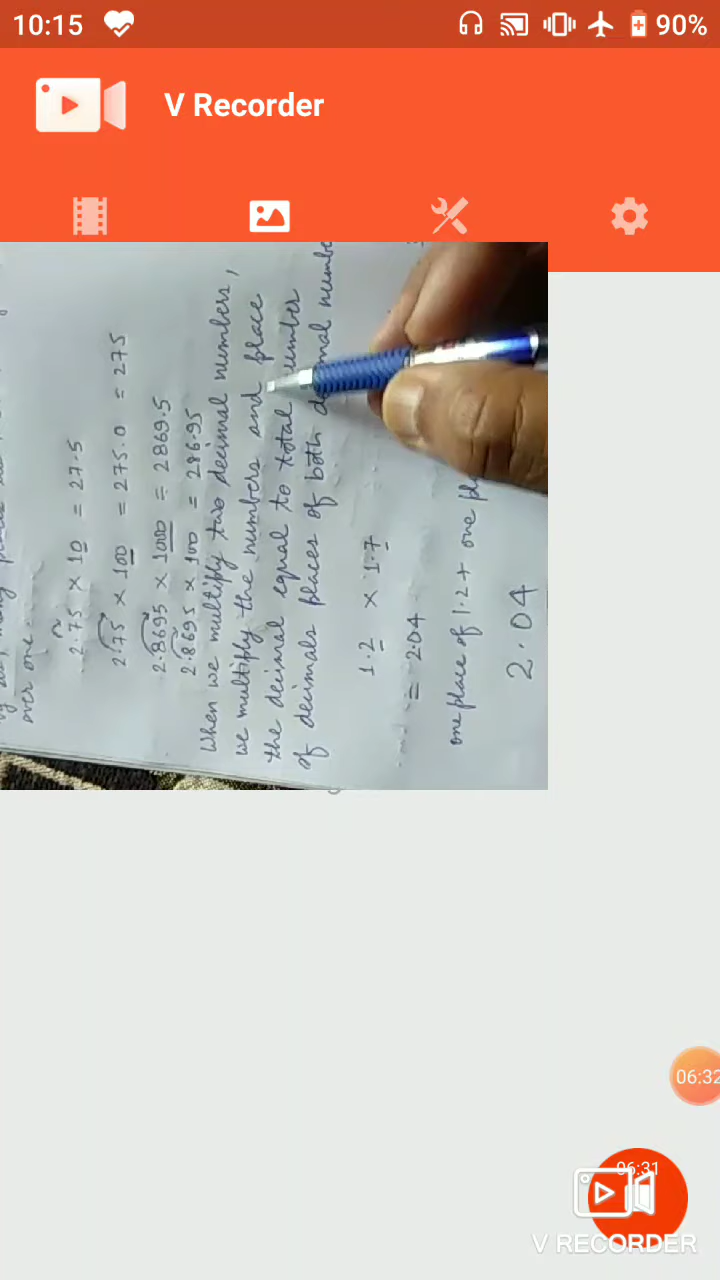 10:15
90%
V Recorder
over one
2.75 × 10 = 27.5
2.75 × 100 = 275.0 = 275
2.8695 × 1000 = 2869.5
2.8695 × 100 = 286.95
When we multiply two decimal numbers,
we multiply the numbers and place
the decimal equal to total number
of decimals places of both
1.2 × 1.7
= 2.04
one place of 1.2 + one
2.04
06:32
06:31
V RECORDER